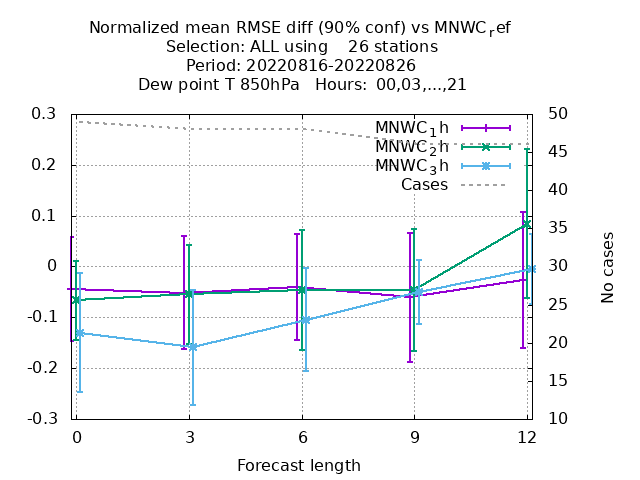 Normalized mean RMSE diff (90% conf) vs MNWC_ref
Selection: ALL using 26 stations
Period: 20220816-20220826
Dew point T 850hPa Hours: 00,03,...,21
MNWC_1h
MNWC_2h
MNWC_3h
Cases
0.3
0.2
0.1
0
-0.1
-0.2
-0.3
50
45
40
35
30
25
20
15
10
No cases
0 3 6 9 12
Forecast length